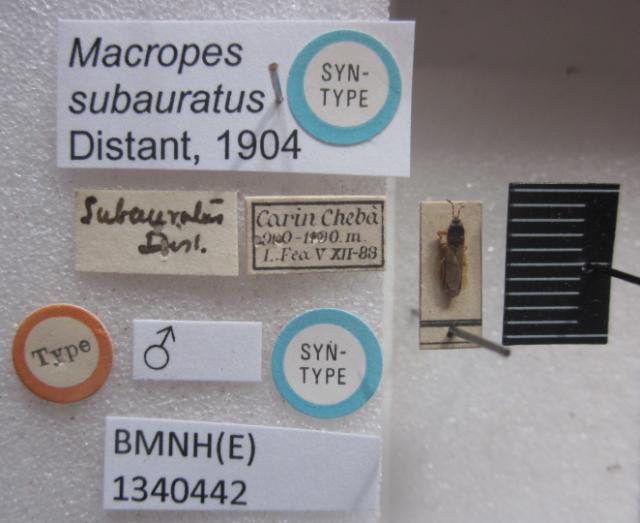 Macropes
subauratus
Distant, 1904
SYN-
TYPE
Subauratus
Dist.
Carin Chebà
900-1100. m.
L. Fea V XII-88
Type
♂
SYN-
TYPE
BMNH(E)
1340442